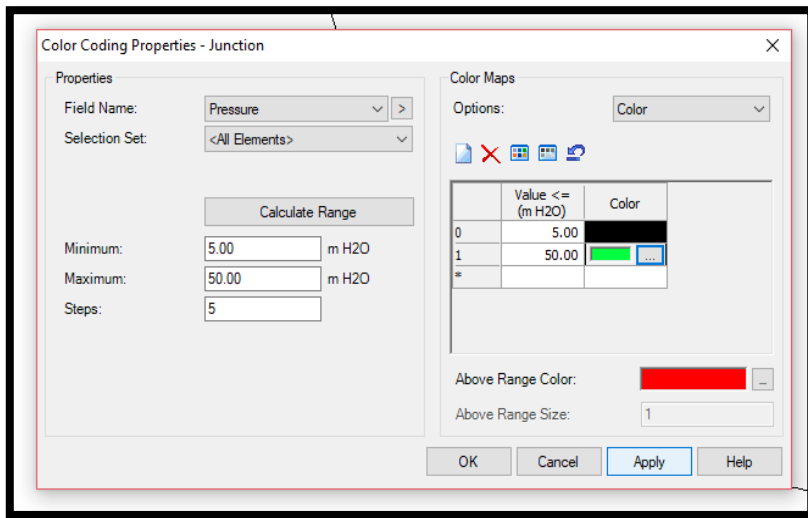 Color Coding Properties - Junction
Properties
Field Name: Pressure >
Selection Set: <All Elements>
Calculate Range
Minimum: 5.00 m H2O
Maximum: 50.00 m H2O
Steps: 5
Color Maps
Options: Color
Value <= (m H2O) Color
0 5.00
1 50.00 ...
*
Above Range Color: ...
Above Range Size: 1
OK Cancel Apply Help